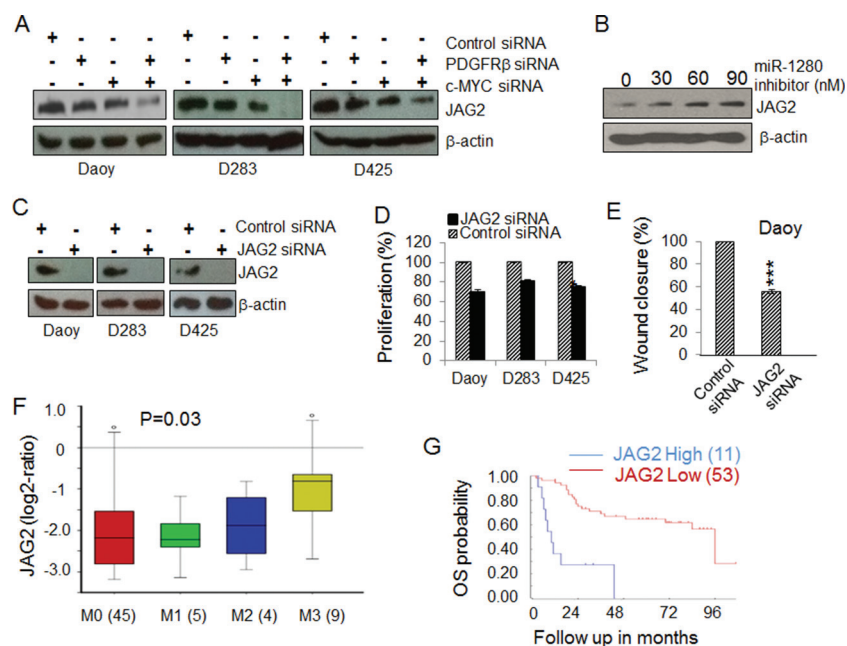 A
+ - - - + - - - + - - - Control siRNA
- + - + - + - + - + - + PDGFRβ siRNA
- - + + - - + + - - + + c-MYC siRNA
JAG2
β-actin
Daoy D283 D425
B
0 30 60 90 miR-1280 inhibitor (nM)
JAG2
β-actin
C
+ - + - + - Control siRNA
- + - + - + JAG2 siRNA
JAG2
β-actin
Daoy D283 D425
D
JAG2 siRNA
Control siRNA
Proliferation (%)
120
100
80
60
40
20
0
Daoy D283 D425
E
Daoy
Wound closure (%)
100
80
60
40
20
0
***
Control siRNA
JAG2 siRNA
F
P=0.03
JAG2 (log2-ratio)
1.0
0
-1
-2.0
-3.0
M0 (45) M1 (5) M2 (4) M3 (9)
G
JAG2 High (11)
JAG2 Low (53)
OS probability
1.00
0.80
0.60
0.40
0.20
0.00
0 24 48 72 96
Follow up in months